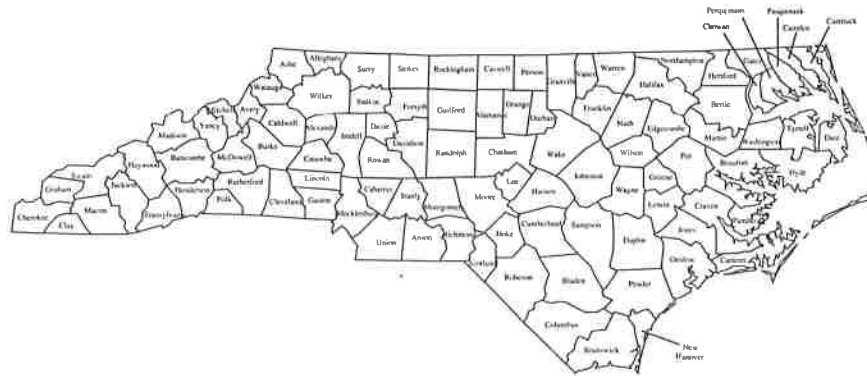 Perquimans
Chowan
Pasquotank
Camden
Currituck
Ashe
Alleghany
Surry
Stokes
Rockingham
Caswell
Person
Granville
Vance
Warren
Northampton
Gates
Hertford
Halifax
Watauga
Wilkes
Yadkin
Forsyth
Guilford
Alamance
Orange
Durham
Franklin
Nash
Edgecombe
Bertie
Martin
Washington
Tyrrell
Dare
Mitchell
Avery
Caldwell
Alexander
Iredell
Davie
Davidson
Randolph
Chatham
Wake
Wilson
Pitt
Beaufort
Hyde
Madison
Yancey
Burke
Catawba
Rowan
Buncombe
McDowell
Haywood
Swain
Graham
Jackson
Henderson
Polk
Rutherford
Cleveland
Lincoln
Gaston
Cabarrus
Stanly
Montgomery
Moore
Lee
Harnett
Johnston
Wayne
Greene
Lenoir
Craven
Pamlico
Cherokee
Clay
Macon
Transylvania
Mecklenburg
Union
Anson
Richmond
Hoke
Cumberland
Sampson
Duplin
Jones
Onslow
Carteret
Scotland
Robeson
Bladen
Pender
Columbus
Brunswick
New
Hanover